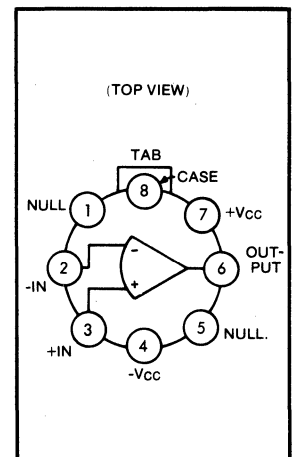 (TOP VIEW)
TAB
CASE
8
NULL 1
7 +VCC
2
-
6
OUT-
PUT
-IN
+
3
5
+IN
4
NULL.
-VCC